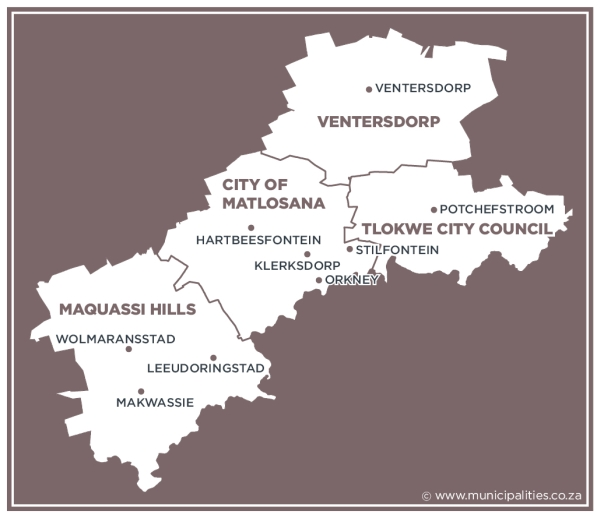 VENTERSDORP
VENTERSDORP
CITY OF
MATLOSANA
POTCHEFSTROOM
TLOKWE CITY COUNCIL
HARTBEESFONTEIN
STILFONTEIN
KLERKSDORP
ORKNEY
MAQUASSI HILLS
WOLMARANSSTAD
LEEUDORINGSTAD
MAKWASSIE
© www.municipalities.co.za